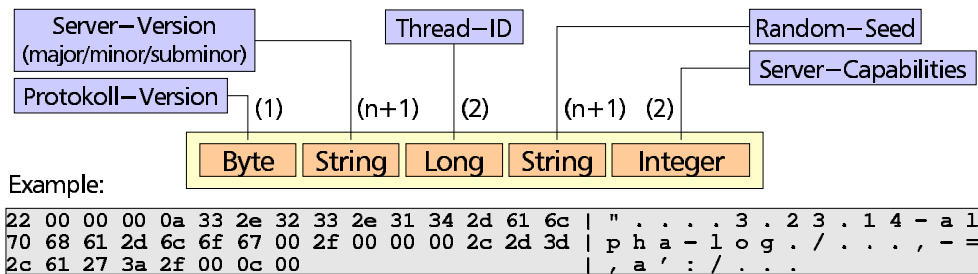 Server–Version
(major/minor/subminor)
Thread–ID
Random–Seed
Server–Capabilities
Protokoll–Version
(1)
(n+1)
(2)
(n+1)
(2)
Byte
String
Long
String
Integer
Example:
22 00 00 00 0a 33 2e 32 33 2e 31 34 2d 61 6c | " . . . . 3 . 2 3 . 1 4 - a l
70 68 61 2d 6c 6f 67 00 2f 00 00 00 2c 2d 3d | p h a - l o g . / . . . , - =
2c 61 27 3a 2f 00 0c 00 | , a ' : / . . .